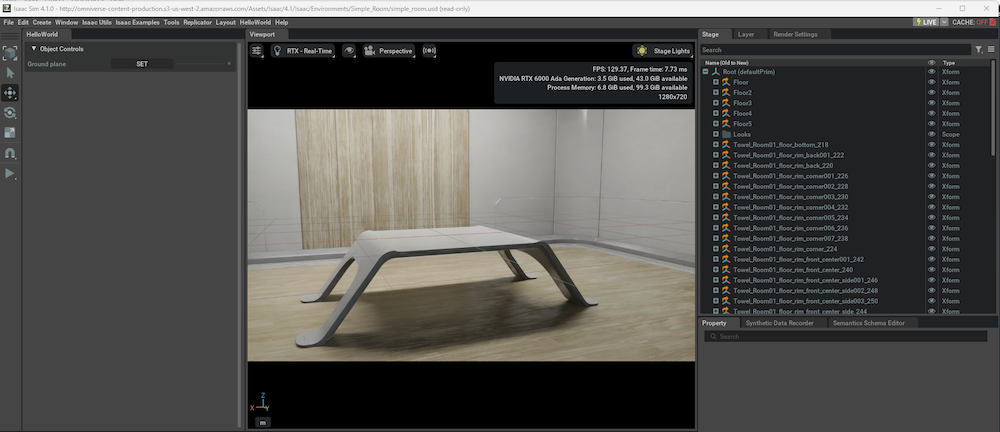 Isaac Sim 4.1.0 - http://omniverse-content-production.s3-us-west-2.amazonaws.com/Assets/Isaac/4.1/Isaac/Environments/Simple_Room/simple_room.usd (read-only)
File Edit Create Window Isaac Utils Isaac Examples Tools Replicator Layout HelloWorld Help
LIVE CACHE: OFF
HelloWorld
Object Controls
Ground plane SET
Viewport
RTX - Real-Time Perspective Stage Lights
FPS: 129.37, Frame time: 7.73 ms
NVIDIA RTX 6000 Ada Generation: 3.5 GiB used, 43.0 GiB available
Process Memory: 6.8 GiB used, 99.3 GiB available
1280x720
Z
X Y
m
Stage Layer Render Settings
Search
Name (Old to New) Type
Root (defaultPrim) Xform
Floor Xform
Floor2 Xform
Floor3 Xform
Floor4 Xform
Floor5 Xform
Looks Scope
Towel_Room01_floor_bottom_218 Xform
Towel_Room01_floor_rim_back001_222 Xform
Towel_Room01_floor_rim_back_220 Xform
Towel_Room01_floor_rim_corner001_226 Xform
Towel_Room01_floor_rim_corner002_228 Xform
Towel_Room01_floor_rim_corner003_230 Xform
Towel_Room01_floor_rim_corner004_232 Xform
Towel_Room01_floor_rim_corner005_234 Xform
Towel_Room01_floor_rim_corner006_236 Xform
Towel_Room01_floor_rim_corner007_238 Xform
Towel_Room01_floor_rim_corner_224 Xform
Towel_Room01_floor_rim_front_center001_242 Xform
Towel_Room01_floor_rim_front_center_240 Xform
Towel_Room01_floor_rim_front_center_side001_246 Xform
Towel_Room01_floor_rim_front_center_side002_248 Xform
Towel_Room01_floor_rim_front_center_side003_250 Xform
Towel_Room01_floor_rim_front_center_side_244 Xform
Property Synthetic Data Recorder Semantics Schema Editor
Search